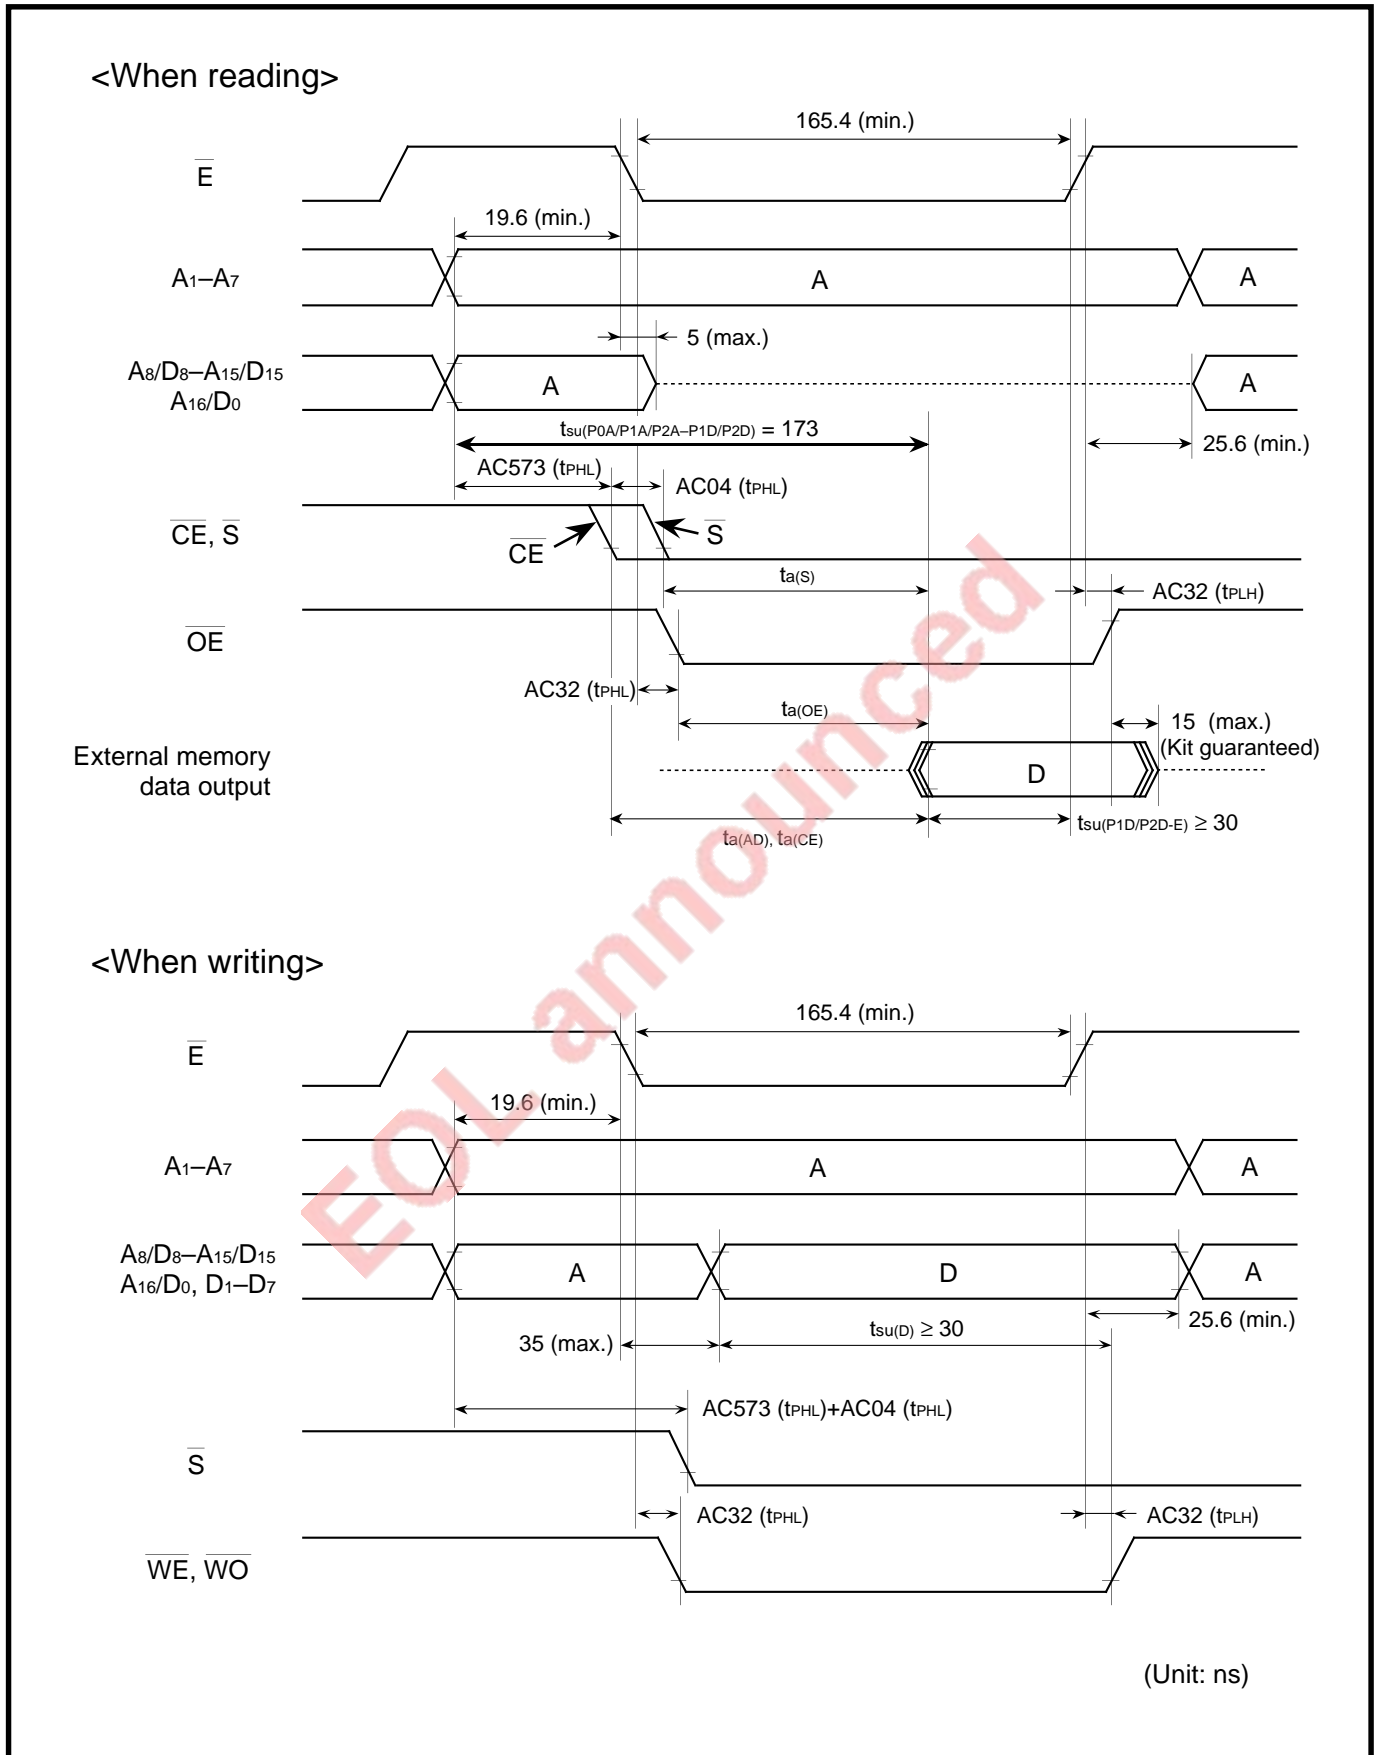 <When reading>
165.4 (min.)
E
19.6 (min.)
A1–A7
A
A
5 (max.)
A8/D8–A15/D15
A16/D0
A
A
tsu(P0A/P1A/P2A–P1D/P2D) = 173
25.6 (min.)
AC573 (tPHL)
AC04 (tPHL)
CE, S
CE
S
ta(S)
AC32 (tPLH)
OE
AC32 (tPHL)
ta(OE)
15 (max.)
(Kit guaranteed)
External memory
data output
D
ta(AD), ta(CE)
tsu(P1D/P2D-E) ≥ 30
<When writing>
165.4 (min.)
E
19.6 (min.)
A1–A7
A
A
A8/D8–A15/D15
A16/D0, D1–D7
A
D
A
25.6 (min.)
35 (max.)
tsu(D) ≥ 30
AC573 (tPHL)+AC04 (tPHL)
S
AC32 (tPHL)
AC32 (tPLH)
WE, WO
(Unit: ns)
EOL announced